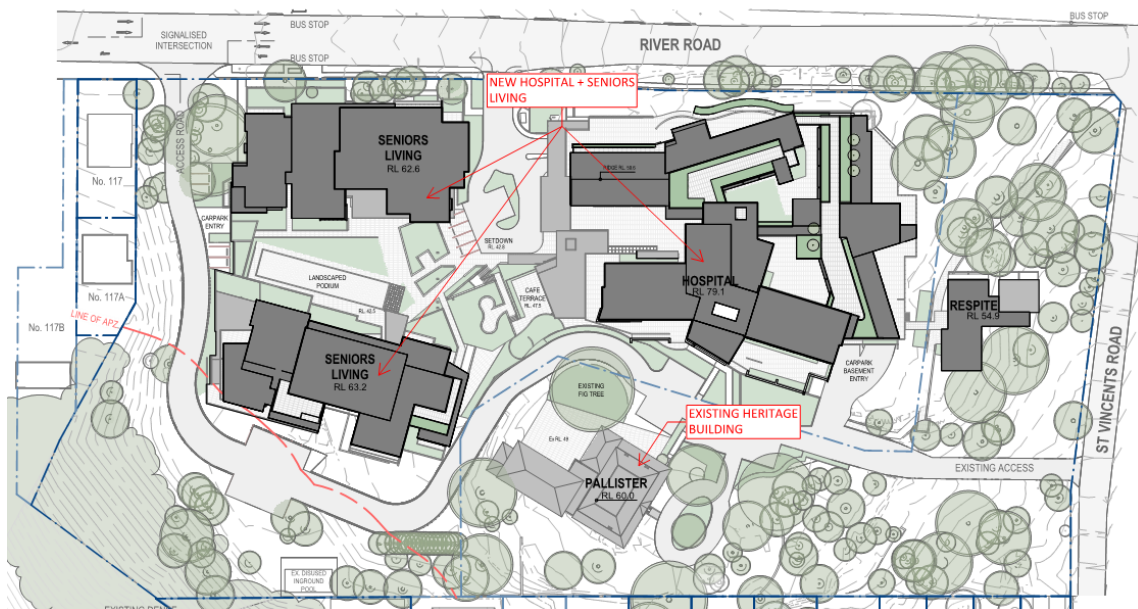 BUS STOP
SIGNALISED
INTERSECTION
BUS STOP
RIVER ROAD
NEW HOSPITAL + SENIORS
LIVING
ACCESS ROAD
SENIORS
LIVING
RL 62.6
No. 117
CARPARK
ENTRY
SETDOWN
No. 117A
LANDSCAPED
PODIUM
CAFE
TERRACE
HOSPITAL
RL 79.1
RESPITE
RL 54.9
No. 117B
LINE OF APZ
SENIORS
LIVING
RL 63.2
CARPARK
BASEMENT
ENTRY
ST VINCENTS ROAD
EXISTING
FIG TREE
EXISTING HERITAGE
BUILDING
Ex RL 49
EXISTING ACCESS
PALLISTER
RL 60.0
EX. DISUSED
INGROUND
POOL
BUS STOP